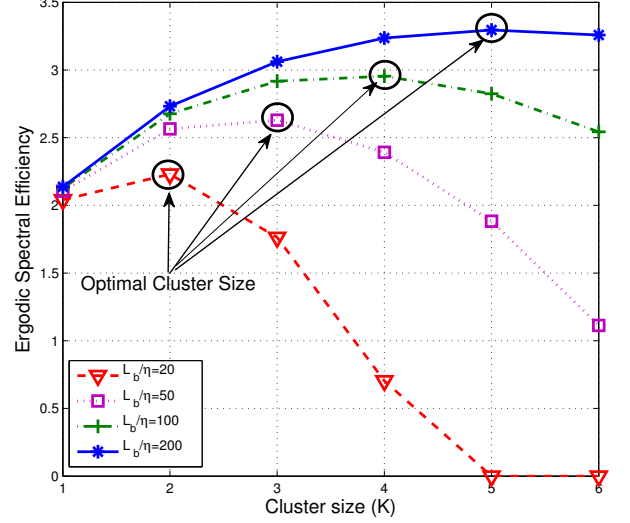 3.5
3
2.5
2
1.5
1
0.5
0
Ergodic Spectral Efficiency
Optimal Cluster Size
L_b/η=20
L_b/η=50
L_b/η=100
L_b/η=200
1 2 3 4 5 6
Cluster size (K)